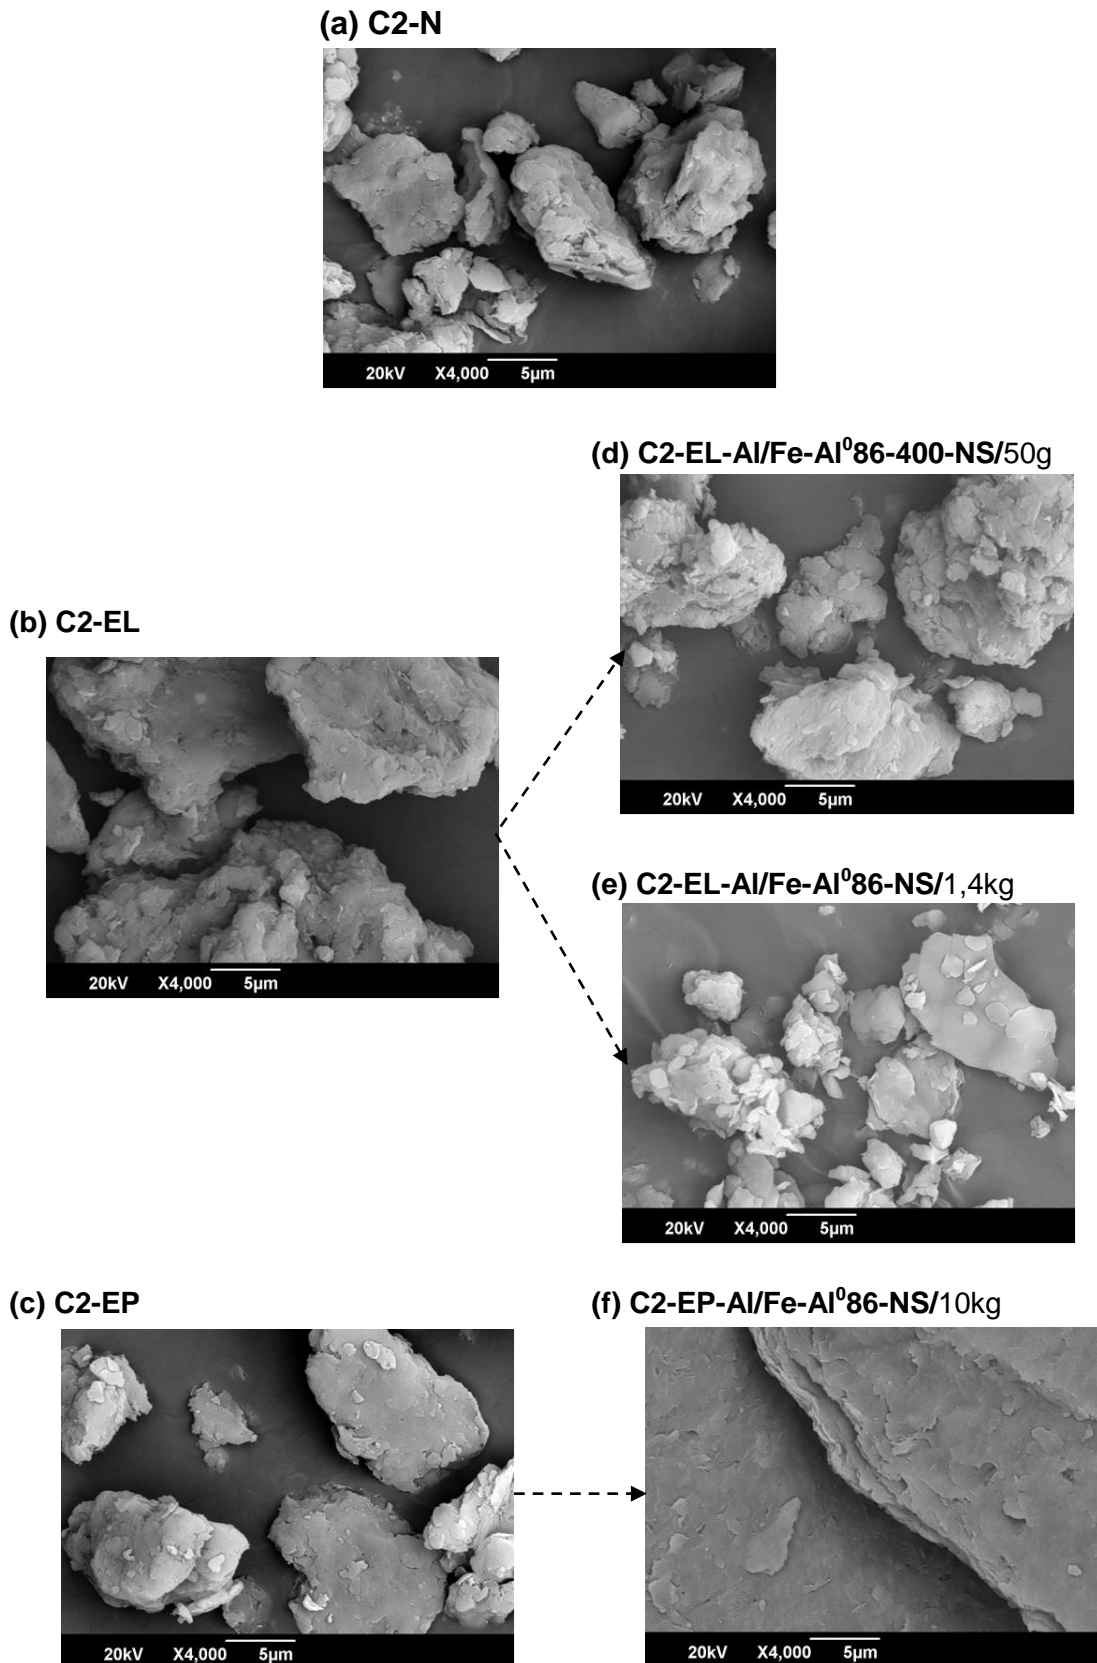 (a) C2-N
20kV X4,000 5µm
(d) C2-EL-Al/Fe-Al⁰86-400-NS/50g
20kV X4,000 5µm
(b) C2-EL
20kV X4,000 5µm
(e) C2-EL-Al/Fe-Al⁰86-NS/1,4kg
20kV X4,000 5µm
(c) C2-EP
20kV X4,000 5µm
(f) C2-EP-Al/Fe-Al⁰86-NS/10kg
20kV X4,000 5µm